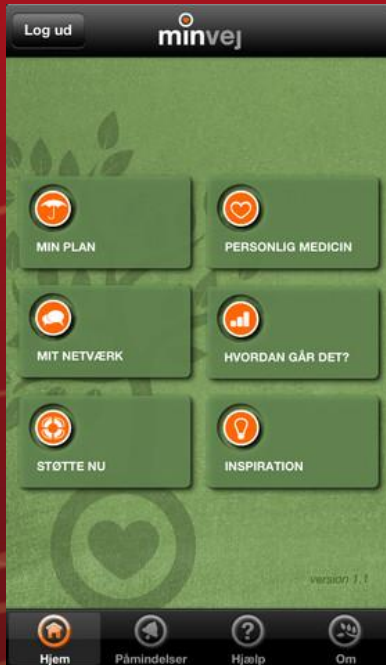 Log ud
minvej
MIN PLAN
PERSONLIG MEDICIN
MIT NETVÆRK
HVORDAN GÅR DET?
STØTTE NU
INSPIRATION
version 1.1
Hjem
Påmindelser
Hjælp
Om